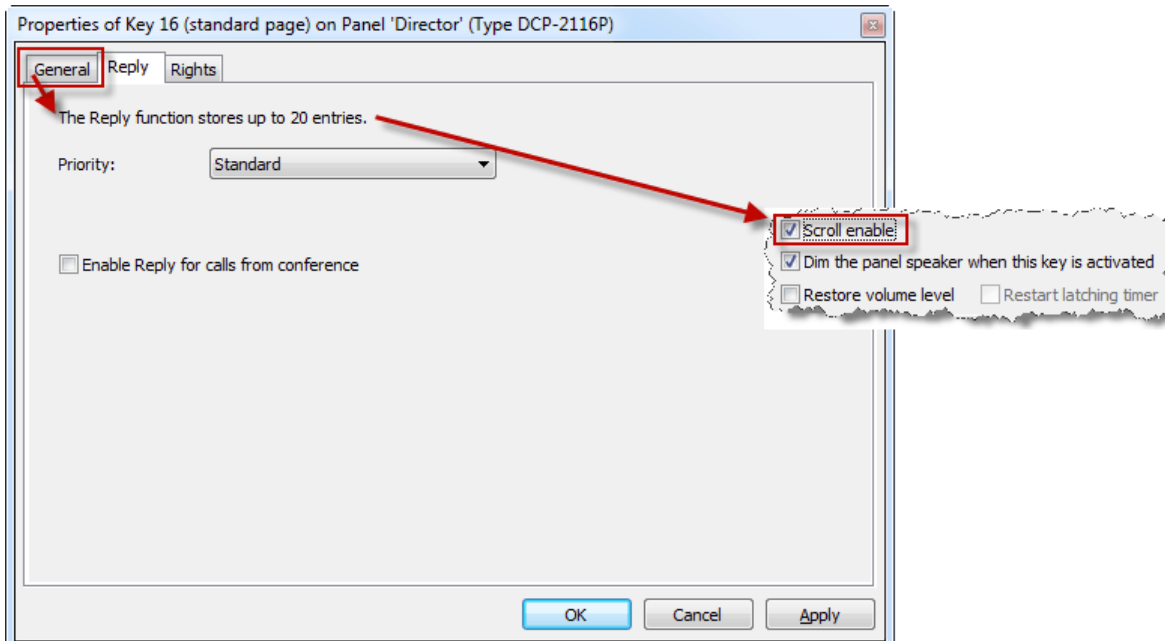 Properties of Key 16 (standard page) on Panel 'Director' (Type DCP-2116P)
General Reply Rights
The Reply function stores up to 20 entries.
Priority: Standard
Scroll enable
Enable Reply for calls from conference
Dim the panel speaker when this key is activated
Restore volume level Restart latching timer
OK Cancel Apply